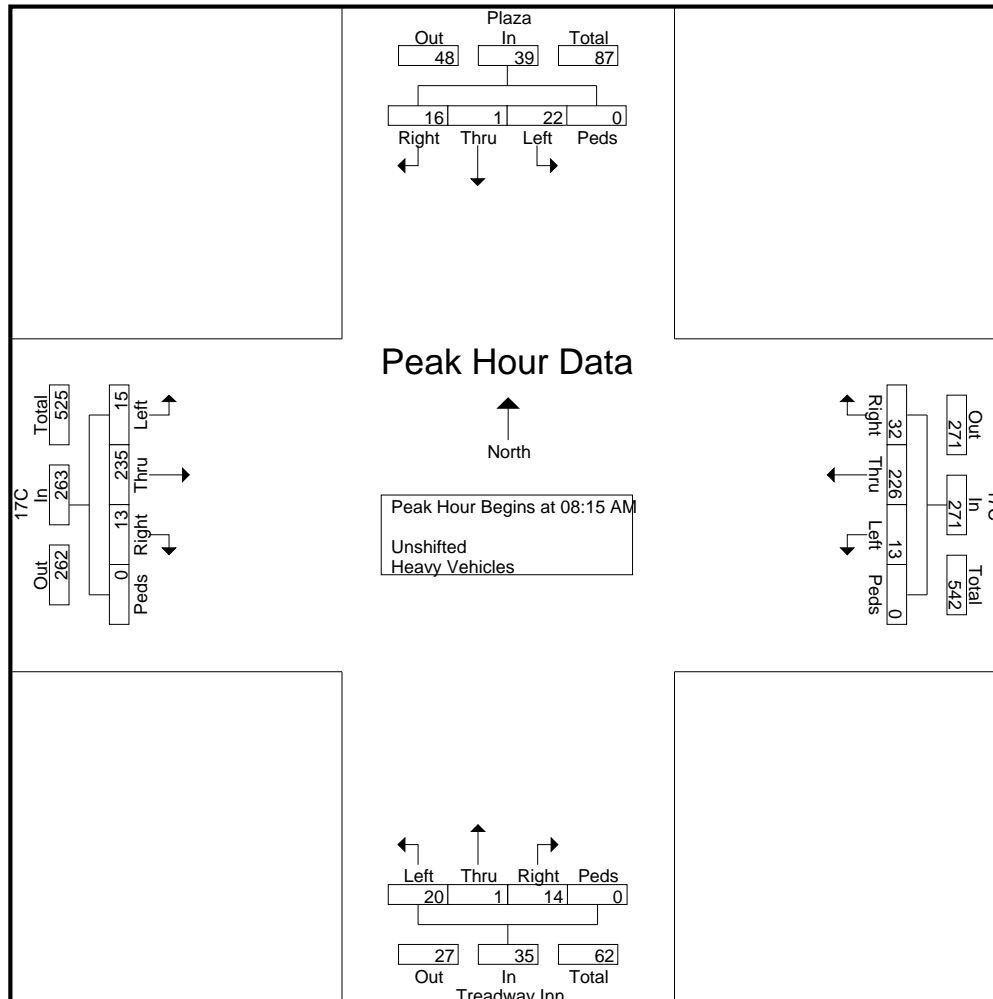 Plaza
Out In Total
48 39 87
16 1 22 0
Right Thru Left Peds
Peak Hour Data
North
Peak Hour Begins at 08:15 AM
Unshifted
Heavy Vehicles
17C
Total In Out
525 263 262
15 235 13 0
Left Thru Right Peds
Out In Total
271 271 542
32 226 13 0
Right Thru Left Peds
Left Thru Right Peds
20 1 14 0
27 35 62
Out In Total
Treadway Inn